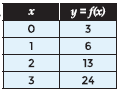 x y = f(x)
0 3
1 6
2 13
3 24